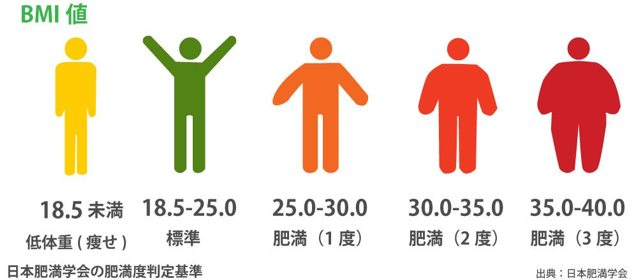 BMI 値
18.5 未満 18.5-25.0 25.0-30.0 30.0-35.0 35.0-40.0
低体重 ( 痩せ ) 標準 肥満（1 度） 肥満（2 度） 肥満（3 度）
日本肥満学会の肥満度判定基準
出典：日本肥満学会